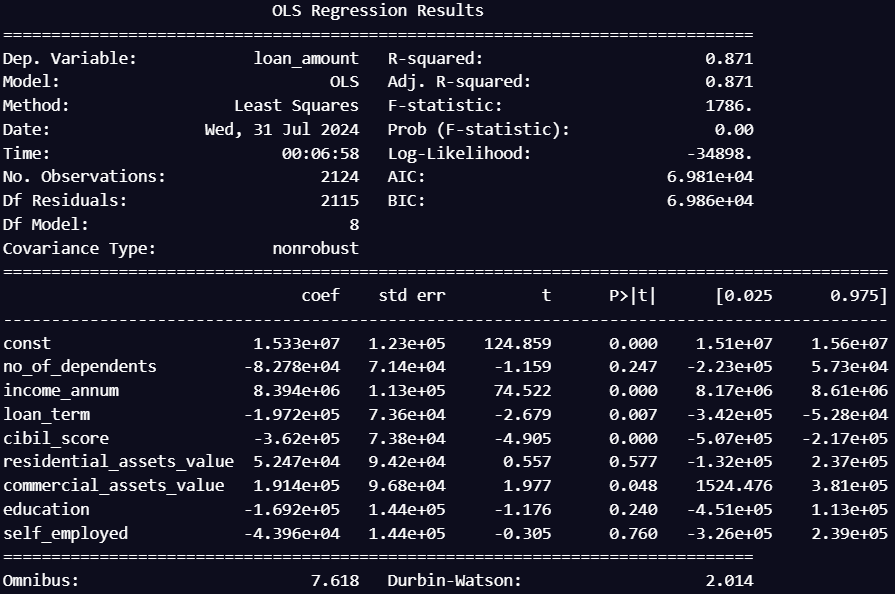 OLS Regression Results
==============================================================================
Dep. Variable: loan_amount R-squared: 0.871
Model: OLS Adj. R-squared: 0.871
Method: Least Squares F-statistic: 1786.
Date: Wed, 31 Jul 2024 Prob (F-statistic): 0.00
Time: 00:06:58 Log-Likelihood: -34898.
No. Observations: 2124 AIC: 6.981e+04
Df Residuals: 2115 BIC: 6.986e+04
Df Model: 8
Covariance Type: nonrobust
============================================================================================
coef std err t P>|t| [0.025 0.975]
--------------------------------------------------------------------------------------------
const 1.533e+07 1.23e+05 124.859 0.000 1.51e+07 1.56e+07
no_of_dependents -8.278e+04 7.14e+04 -1.159 0.247 -2.23e+05 5.73e+04
income_annum 8.394e+06 1.13e+05 74.522 0.000 8.17e+06 8.61e+06
loan_term -1.972e+05 7.36e+04 -2.679 0.007 -3.42e+05 -5.28e+04
cibil_score -3.62e+05 7.38e+04 -4.905 0.000 -5.07e+05 -2.17e+05
residential_assets_value 5.247e+04 9.42e+04 0.557 0.577 -1.32e+05 2.37e+05
commercial_assets_value 1.914e+05 9.68e+04 1.977 0.048 1524.476 3.81e+05
education -1.692e+05 1.44e+05 -1.176 0.240 -4.51e+05 1.13e+05
self_employed -4.396e+04 1.44e+05 -0.305 0.760 -3.26e+05 2.39e+05
==============================================================================
Omnibus: 7.618 Durbin-Watson: 2.014